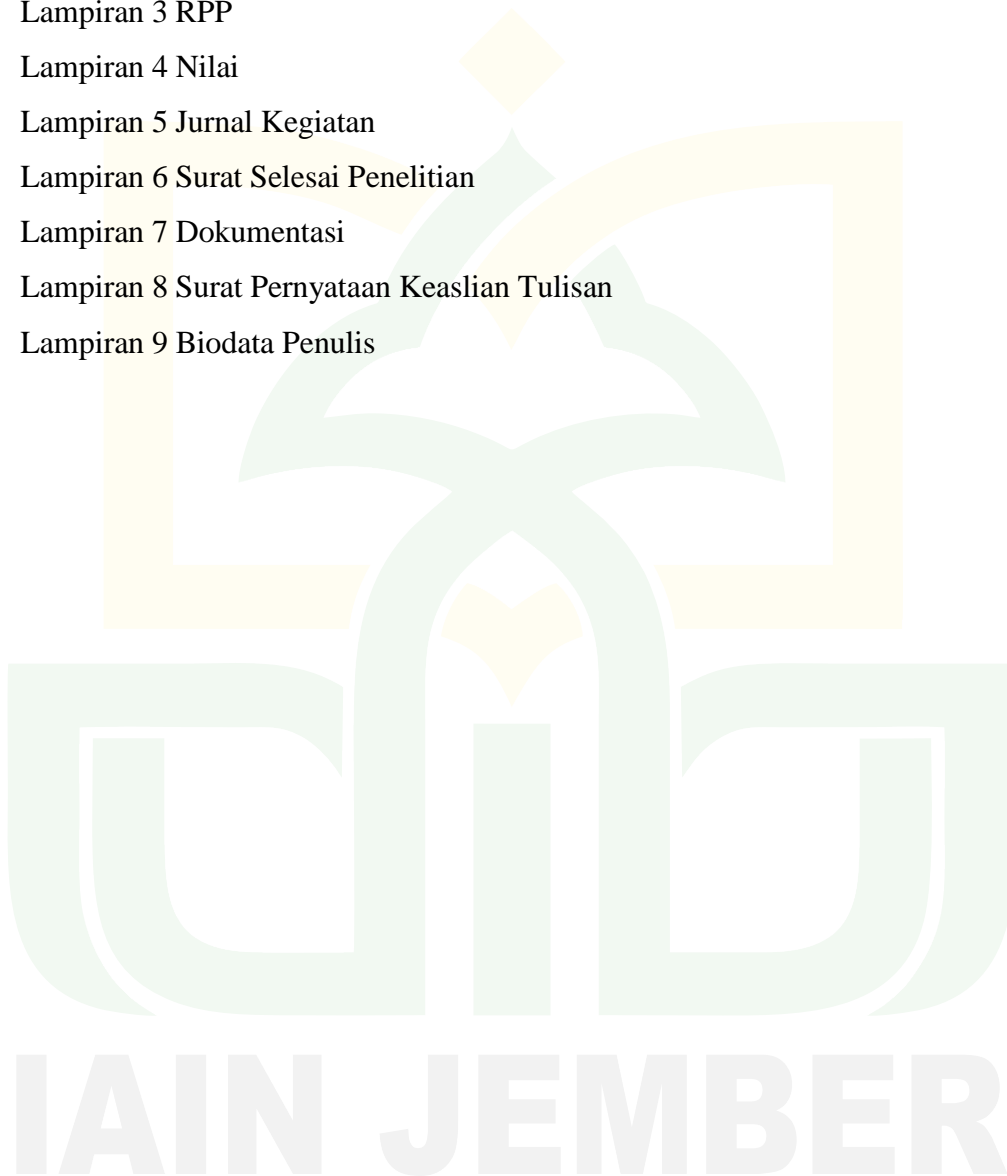 Lampiran 3 RPP
Lampiran 4 Nilai
Lampiran 5 Jurnal Kegiatan
Lampiran 6 Surat Selesai Penelitian
Lampiran 7 Dokumentasi
Lampiran 8 Surat Pernyataan Keaslian Tulisan
Lampiran 9 Biodata Penulis
IAIN JEMBER